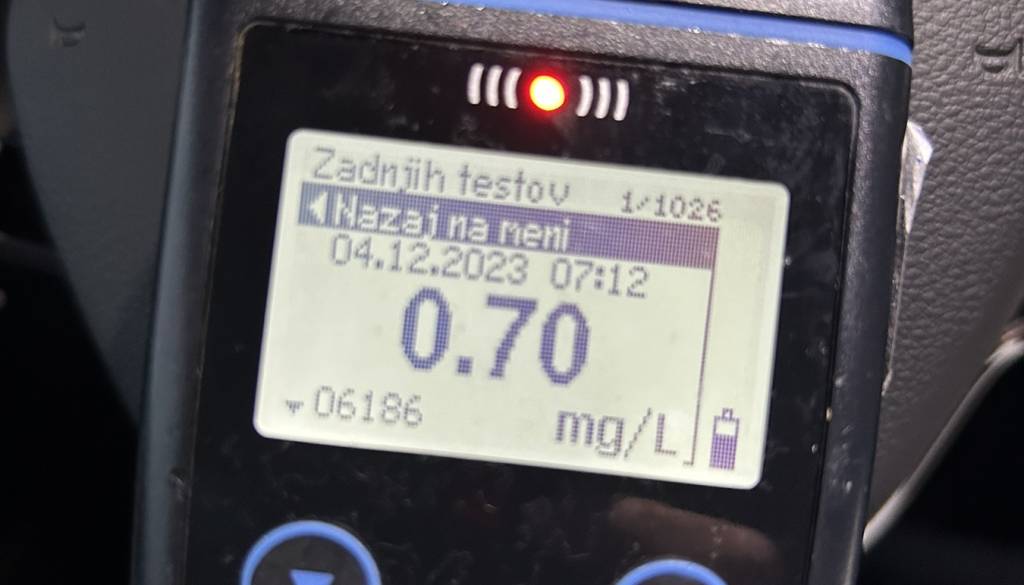 Zadnjih testov 1/1026
Nazaj na meni
04.12.2023 07:12
0.70
06186 mg/L